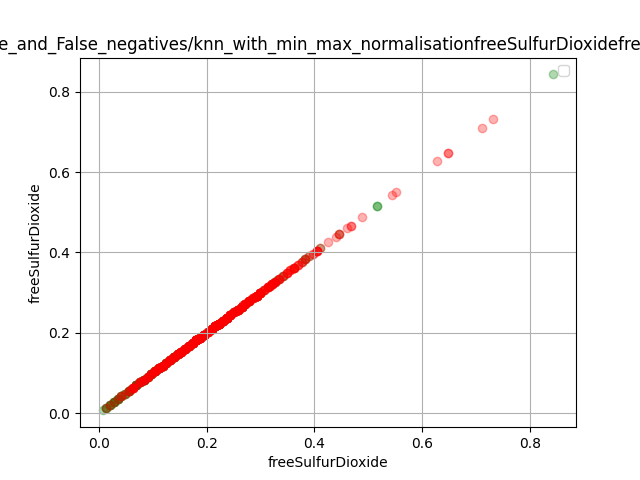 e_and_False_negatives/knn_with_min_max_normalisationfreeSulfurDioxidefre
freeSulfurDioxide
0.8
0.6
0.4
0.2
0.0
0.0 0.2 0.4 0.6 0.8
freeSulfurDioxide